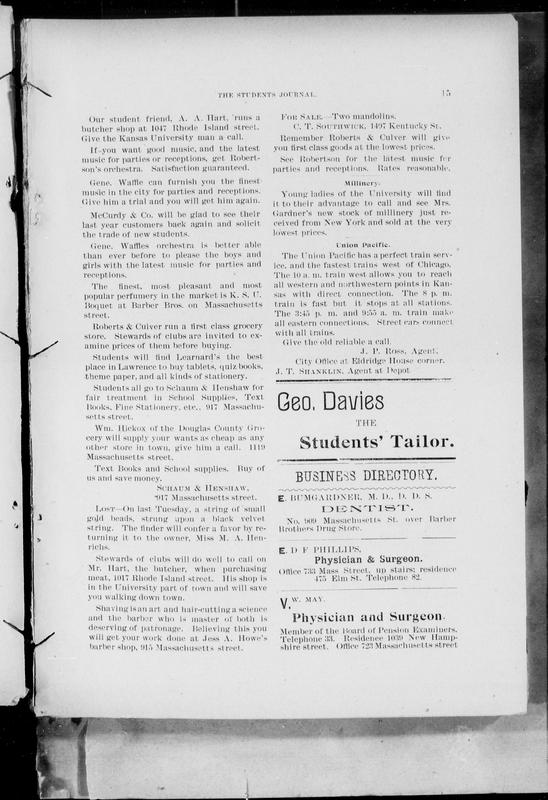 THE STUDENTS JOURNAL. 15
Our student friend, A. A. Hart, runs a
butcher shop at 1047 Rhode Island street.
Give the Kansas University man a call.
If you want good music, and the latest
music for parties or receptions, get Robert-
son's orchestra. Satisfaction guaranteed.
Gene. Waffle can furnish you the finest
music in the city for parties and receptions.
Give him a trial and you will get him again.
McCurdy & Co. will be glad to see their
last year customers back again and solicit
the trade of new students.
Gene. Waffles orchestra is better able
than ever before to please the boys and
girls with the latest music for parties and
receptions.
The finest, most pleasant and most
popular perfumery in the market is K. S. U.
Boquet at Barber Bros. on Massachusetts
street.
Roberts & Culver run a first class grocery
store. Stewards of clubs are invited to ex-
amine prices of them before buying.
Students will find Learnard's the best
place in Lawrence to buy tablets, quiz books,
theme paper, and all kinds of stationery.
Students all go to Schaum & Henshaw for
fair treatment in School Supplies, Text
Books, Fine Stationery, etc., 917 Massachu-
setts street.
Wm. Hickox of the Douglas County Gro-
cery will supply your wants as cheap as any
other store in town, give him a call. 1119
Massachusetts street.
Text Books and School supplies. Buy of
us and save money.
SCHAUM & HENSHAW,
917 Massachusetts street.
LOST—On last Tuesday, a string of small
gold beads, strung upon a black velvet
string. The finder will confer a favor by re-
turning it to the owner, Miss M. A. Hen-
richs.
Stewards of clubs will do well to call on
Mr. Hart, the butcher, when purchasing
meat, 1017 Rhode Island street. His shop is
in the University part of town and will save
you walking down town.
Shaving is an art and hair-cutting a science
and the barber who is master of both is
deserving of patronage. Believing this you
will get your work done at Jess A. Howe's
barber shop, 915 Massachusetts street.
FOR SALE.—Two mandolins.
C. T. SOUTHWICK, 1497 Kentucky St.
Remember Roberts & Culver will give
you first class goods at the lowest prices.
See Robertson for the latest music for
parties and receptions. Rates reasonable.
Millinery.
Young ladies of the University will find
it to their advantage to call and see Mrs.
Gardner's new stock of millinery just re-
ceived from New York and sold at the very
lowest prices.
Union Pacific.
The Union Pacific has a perfect train serv-
ice, and the fastest trains west of Chicago.
The 10 a. m. train west allows you to reach
all western and northwestern points in Kan-
sas with direct connection. The 8 p. m.
train is fast but it stops at all stations.
The 3:45 p. m. and 9:55 a. m. train make
all eastern connections. Street cars connect
with all trains.
Give the old reliable a call.
J. P. Ross, Agent,
City Office at Eldridge House corner.
J. T. SHANKLIN, Agent at Depot
Geo. Davies
THE
Students' Tailor.
BUSINESS DIRECTORY.
E. BUMGARDNER, M. D., D. D. S.
DENTIST.
No. 909 Massachusetts St. over Barber
Brothers Drug Store.
E. D F PHILLIPS,
Physician & Surgeon.
Office 733 Mass Street, up stairs; residence
475 Elm St. Telephone 82.
V. W. MAY.
Physician and Surgeon.
Member of the Board of Pension Examiners.
Telephone 33. Residence 1039 New Hamp-
shire street. Office 723 Massachusetts street